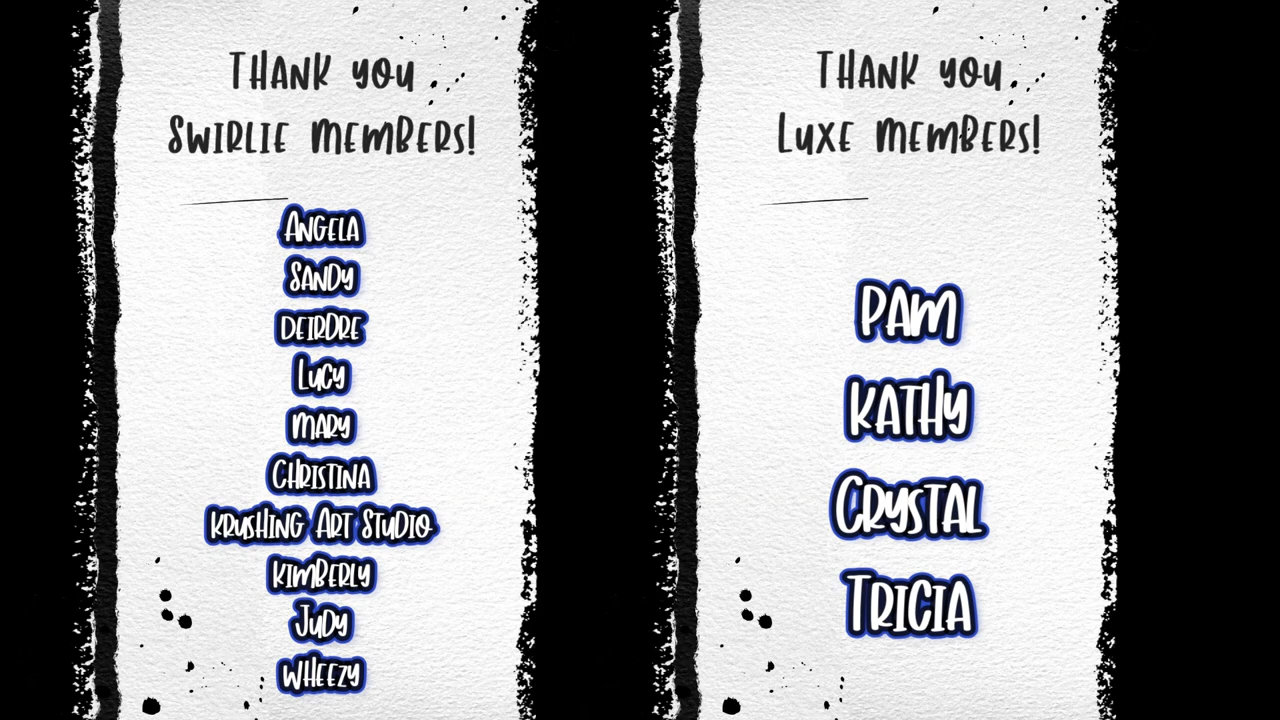 THANK YOU
SWIRLIE MEMBERS!
ANGELA
SANDY
DEIRDRE
LUCY
MARY
CHRISTINA
KRUSHING ART STUDIO
KIMBERLY
JUDY
WHEEZY
THANK YOU
LUXE MEMBERS!
PAM
KATHY
CRYSTAL
TRICIA